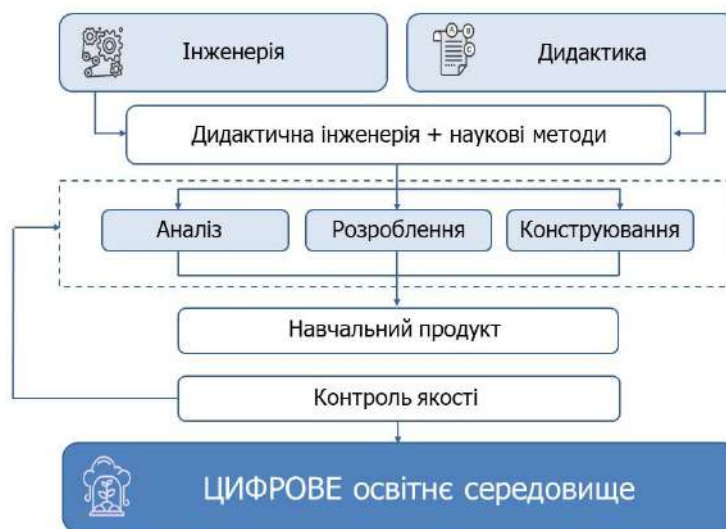 Інженерія
Дидактика
Дидактична інженерія + наукові методи
Аналіз
Розроблення
Конструювання
Навчальний продукт
Контроль якості
ЦИФРОВЕ освітнє середовище
A
B
C